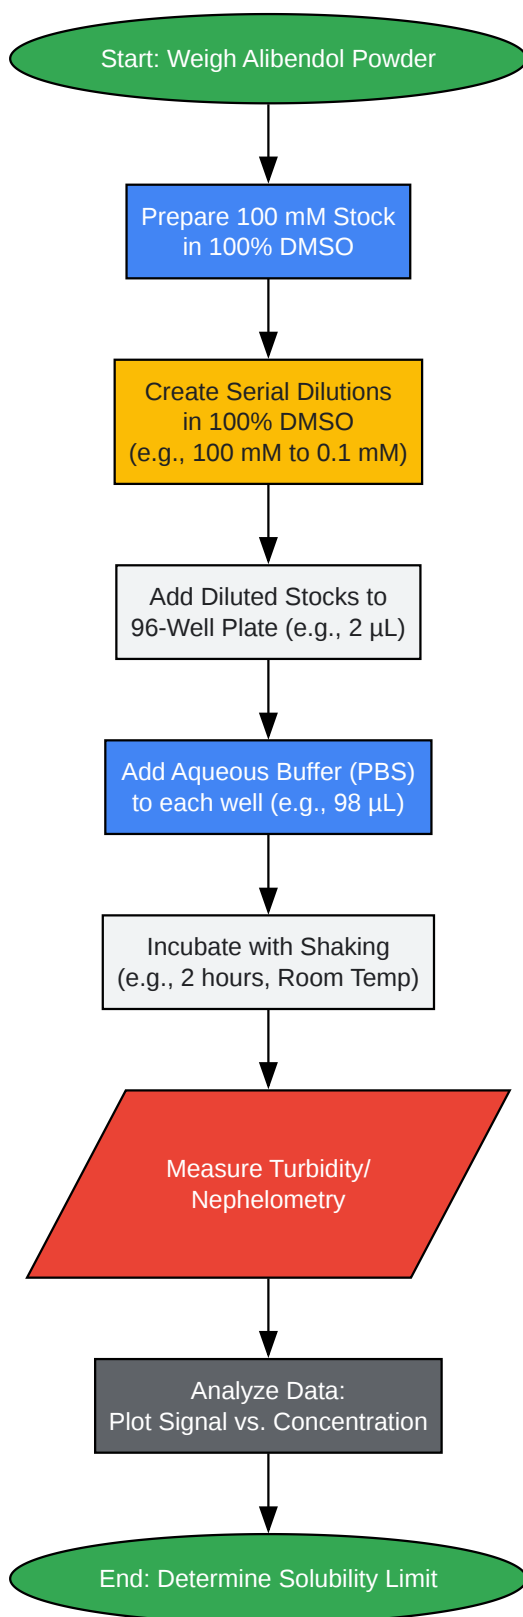 Start: Weigh Alibendol Powder
Prepare 100 mM Stock
in 100% DMSO
Create Serial Dilutions
in 100% DMSO
(e.g., 100 mM to 0.1 mM)
Add Diluted Stocks to
96-Well Plate (e.g., 2 µL)
Add Aqueous Buffer (PBS)
to each well (e.g., 98 µL)
Incubate with Shaking
(e.g., 2 hours, Room Temp)
Measure Turbidity/
Nephelometry
Analyze Data:
Plot Signal vs. Concentration
End: Determine Solubility Limit